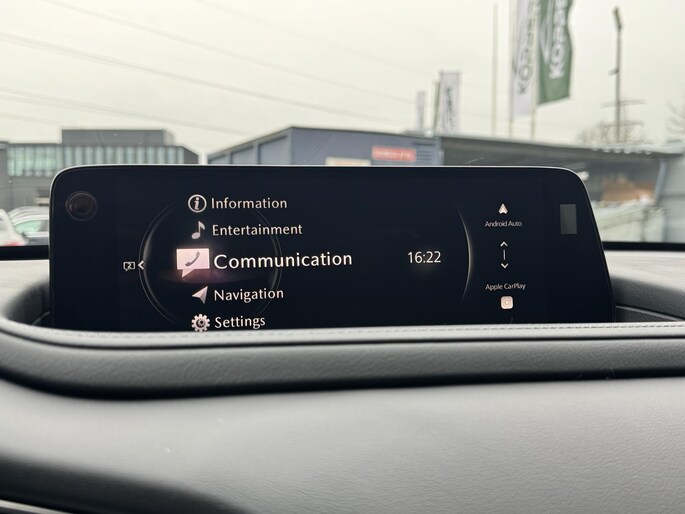 Information
Entertainment
Communication
16:22
Navigation
Settings
Android Auto
Apple CarPlay